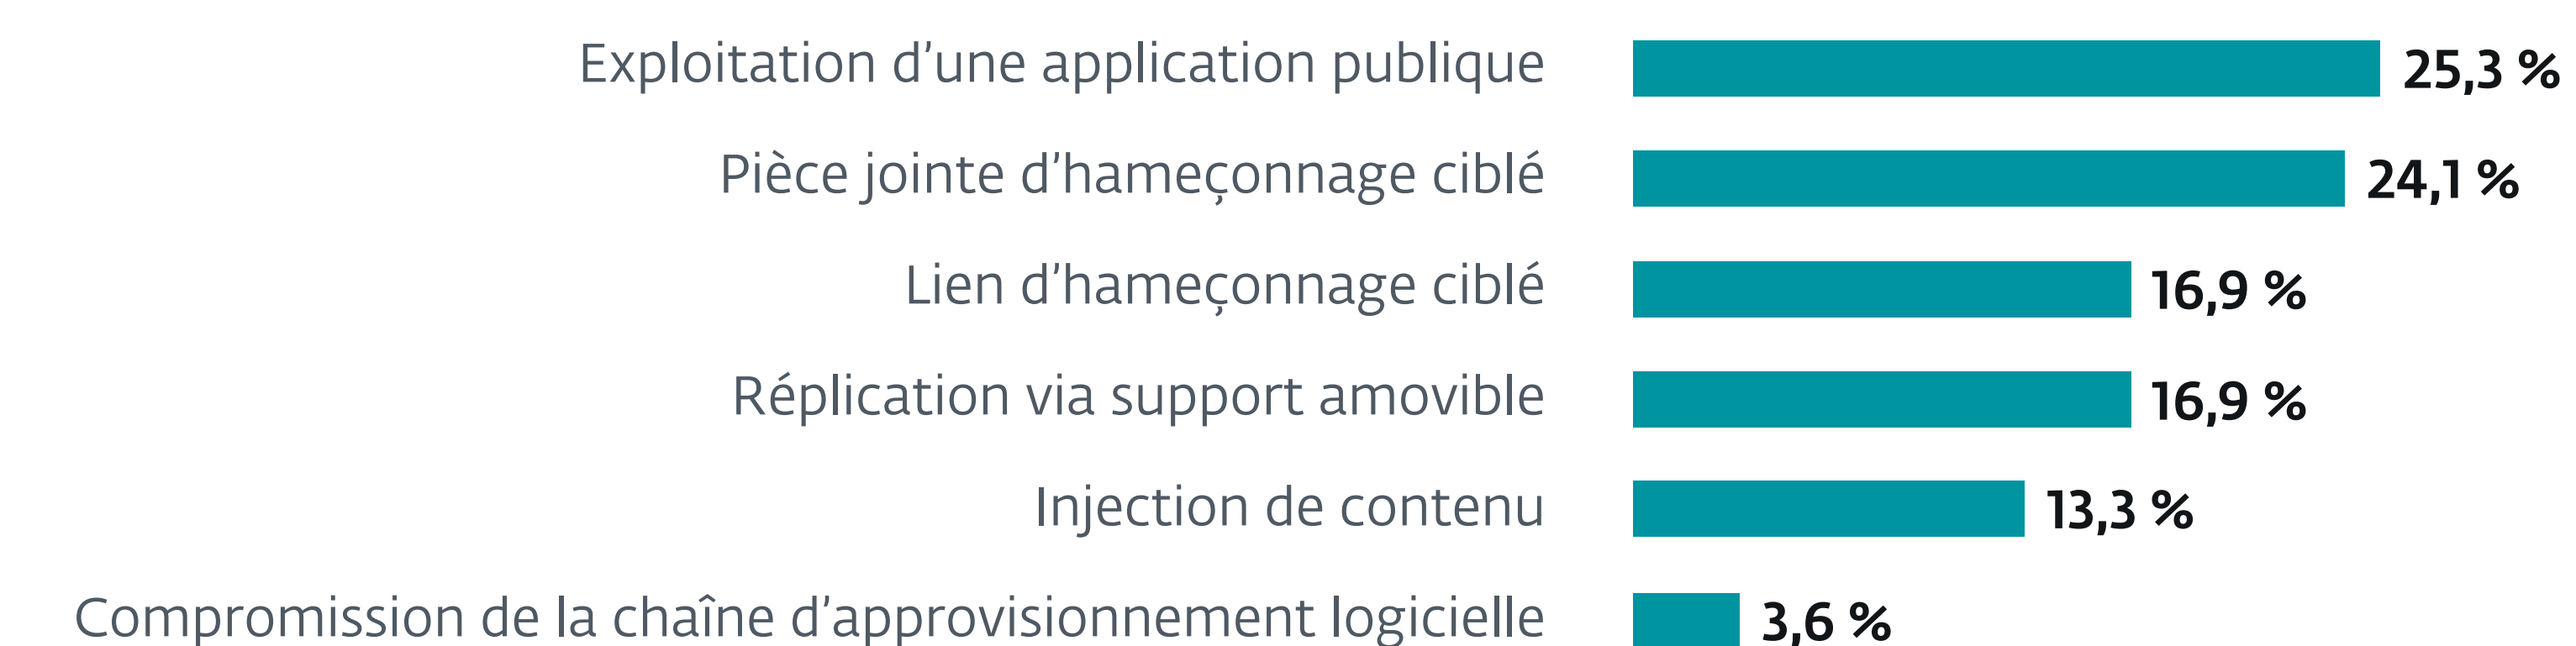 Exploitation d’une application publique 25,3 %
Pièce jointe d’hameçonnage ciblé 24,1 %
Lien d’hameçonnage ciblé 16,9 %
Réplication via support amovible 16,9 %
Injection de contenu 13,3 %
Compromission de la chaîne d’approvisionnement logicielle 3,6 %